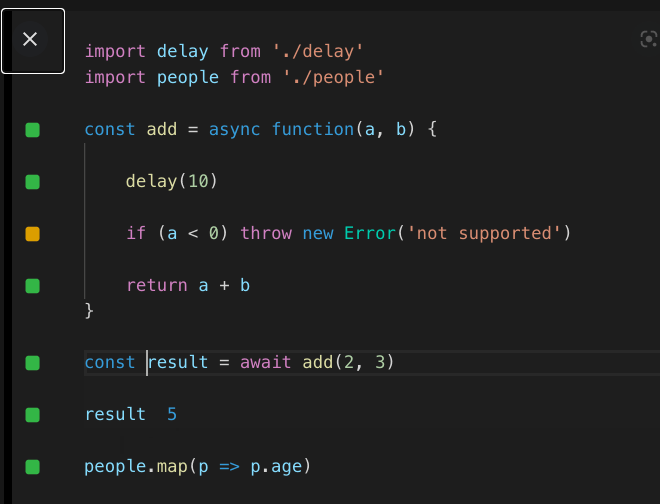 import delay from './delay'
import people from './people'
const add = async function(a, b) {
delay(10)
if (a < 0) throw new Error('not supported')
return a + b
}
const result = await add(2, 3)
result 5
people.map(p => p.age)